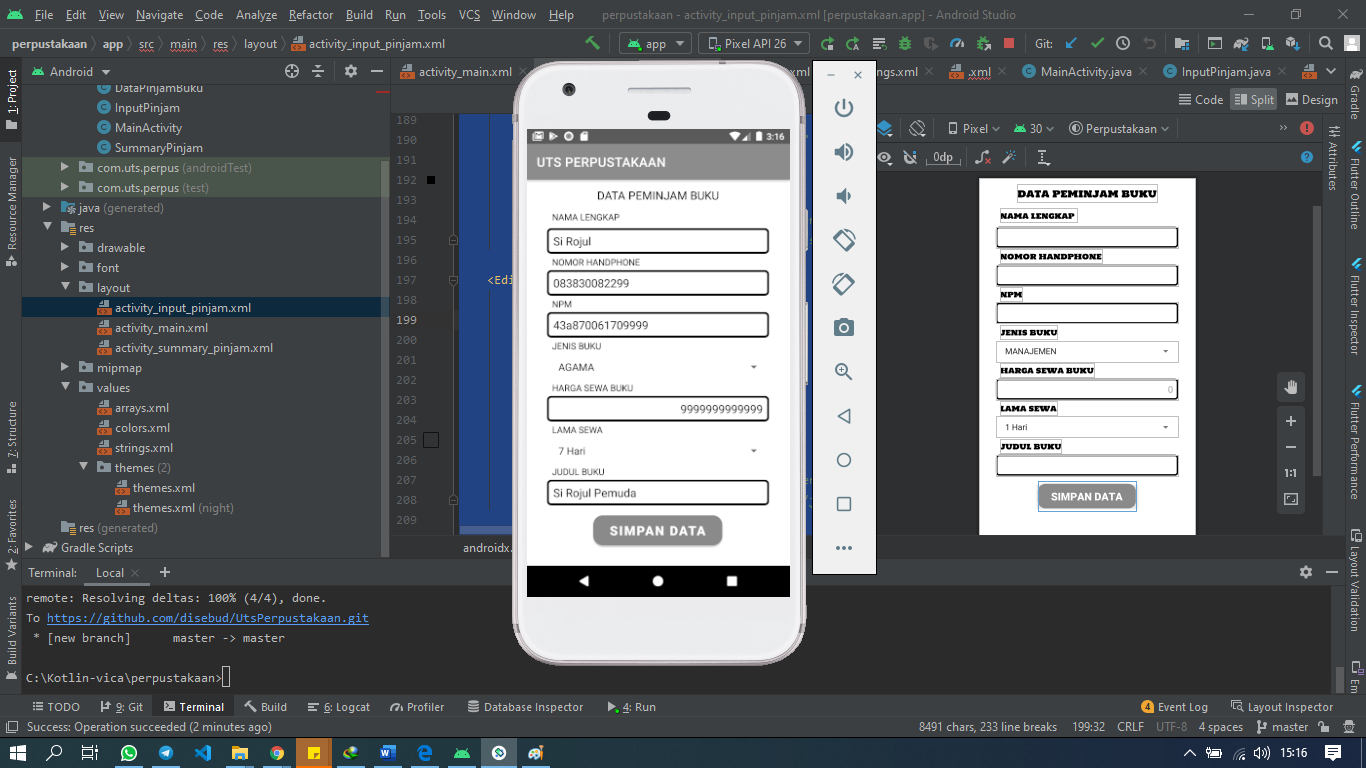 File Edit View Navigate Code Analyze Refactor Build Run Tools VCS Window Help perpustakaan - activity_input_pinjam.xml [perpustakaan.app] - Android Studio
perpustakaan app src main res layout activity_input_pinjam.xml app Pixel API 26 Git:
Android activity_main.xml .xml MainActivity.java InputPinjam.java
DataPinjamBuku
InputPinjam
MainActivity
SummaryPinjam
com.uts.perpus (androidTest)
com.uts.perpus (test)
java (generated)
res
drawable
font
layout
activity_input_pinjam.xml
activity_main.xml
activity_summary_pinjam.xml
mipmap
values
arrays.xml
colors.xml
strings.xml
themes (2)
themes.xml
themes.xml (night)
res (generated)
Gradle Scripts
1: Project
Resource Manager
7: Structure
2: Favorites
Build Variants
189
190
191
192
193
194
195
196
197 <Edi
198
199
200
201
202
203
204
205
206
207
208
209
androidx.
3:16
UTS PERPUSTAKAAN
DATA PEMINJAM BUKU
NAMA LENGKAP
Si Rojul
NOMOR HANDPHONE
083830082299
NPM
43a870061709999
JENIS BUKU
AGAMA
HARGA SEWA BUKU
9999999999999
LAMA SEWA
7 Hari
JUDUL BUKU
Si Rojul Pemuda
SIMPAN DATA
Code Split Design
Pixel 30 Perpustakaan
0dp
DATA PEMINJAM BUKU
NAMA LENGKAP
NOMOR HANDPHONE
NPM
JENIS BUKU
MANAJEMEN
HARGA SEWA BUKU
0
LAMA SEWA
1 Hari
JUDUL BUKU
SIMPAN DATA
1:1
Attributes
Gradle
Flutter Outline
Flutter Inspector
Flutter Performance
Layout Validation
Em
Terminal: Local
remote: Resolving deltas: 100% (4/4), done.
To https://github.com/disebud/UtsPerpustakaan.git
* [new branch] master -> master
C:\Kotlin-vica\perpustakaan>
TODO 9: Git Terminal Build 6: Logcat Profiler Database Inspector 4: Run 4 Event Log Layout Inspector
Success: Operation succeeded (2 minutes ago) 8491 chars, 233 line breaks 199:32 CRLF UTF-8 4 spaces master
15:16